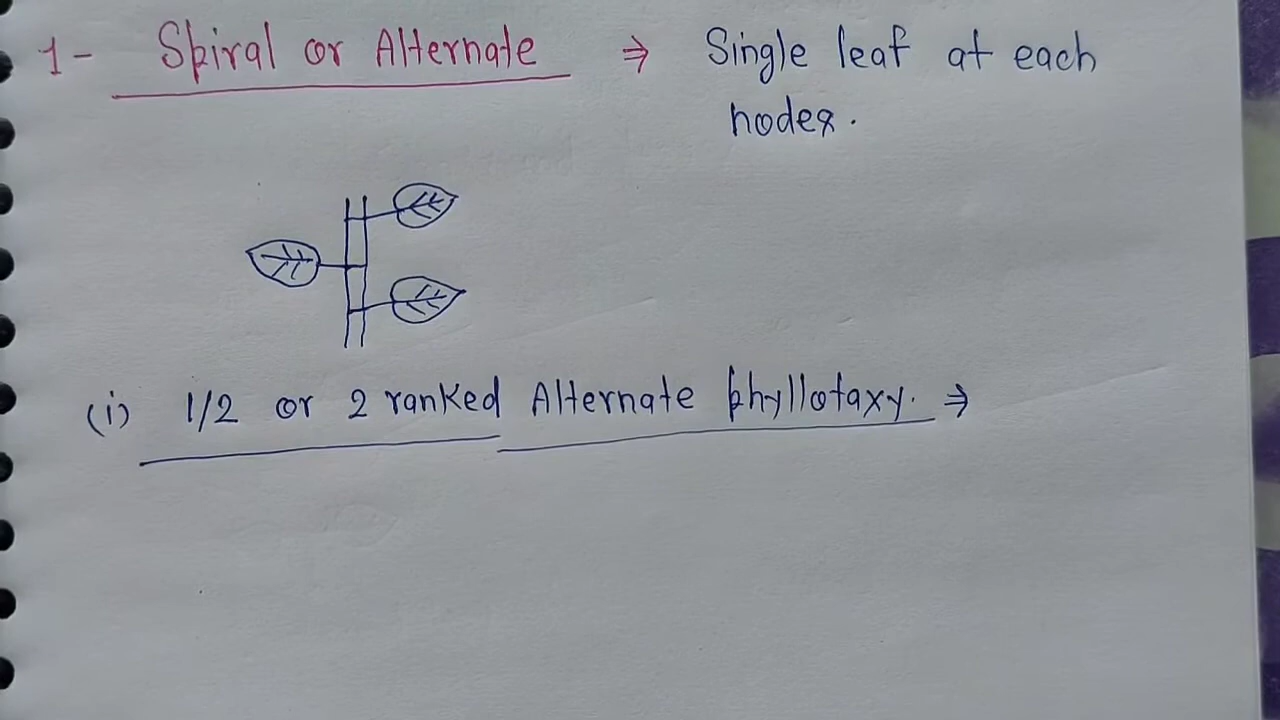 1- Spiral or Alternate ⇒ Single leaf at each
nodes.
(i) 1/2 or 2 ranked Alternate phyllotaxy. ⇒